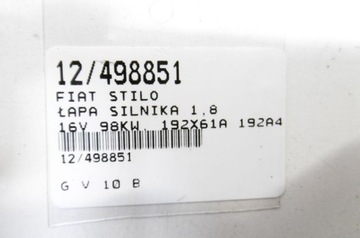 12/498851
FIAT STILO
ŁAPA SILNIKA 1,8
16V 98KW, 192X61A 192A4
12/498851
G V 10 B